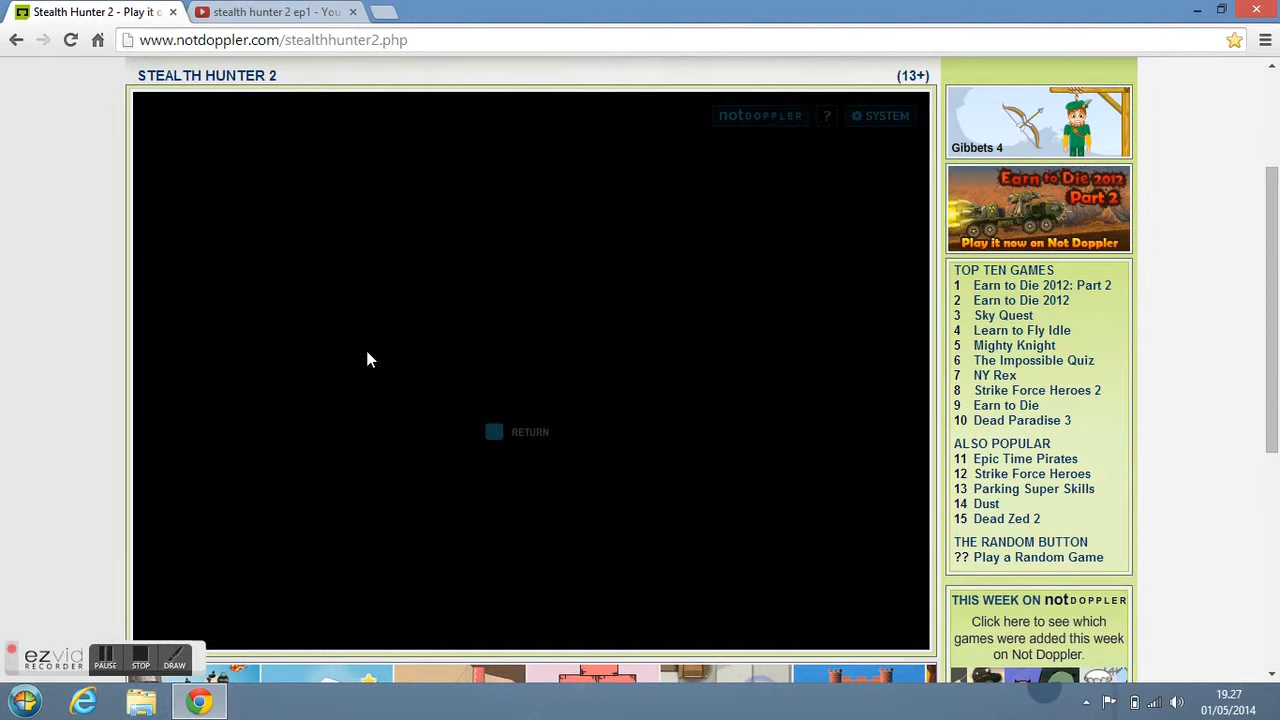 Stealth Hunter 2 - Play it
stealth hunter 2 ep1 - You
www.notdoppler.com/stealthhunter2.php
STEALTH HUNTER 2
(13+)
notDOPPLER
?
SYSTEM
RETURN
Gibbets 4
Earn to Die 2012
Part 2
Play it now on Not Doppler
TOP TEN GAMES
1 Earn to Die 2012: Part 2
2 Earn to Die 2012
3 Sky Quest
4 Learn to Fly Idle
5 Mighty Knight
6 The Impossible Quiz
7 NY Rex
8 Strike Force Heroes 2
9 Earn to Die
10 Dead Paradise 3
ALSO POPULAR
11 Epic Time Pirates
12 Strike Force Heroes
13 Parking Super Skills
14 Dust
15 Dead Zed 2
THE RANDOM BUTTON
?? Play a Random Game
THIS WEEK ON notDOPPLER
Click here to see which
games were added this week
on Not Doppler.
ezvid
RECORDER
PAUSE
STOP
DRAW
19.27
01/05/2014